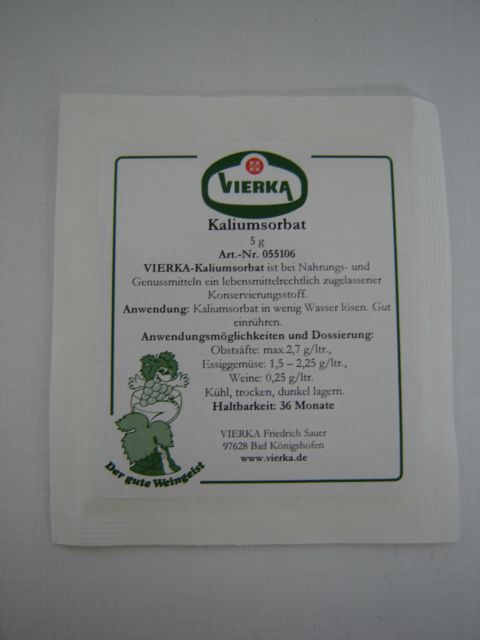 VIERKA
Kaliumsorbat
5 g
Art.-Nr. 055106
VIERKA-Kaliumsorbat ist bei Nahrungs- und
Genussmitteln ein lebensmittelrechtlich zugelassener
Konservierungsstoff.
Anwendung: Kaliumsorbat in wenig Wasser lösen. Gut
einrühren.
Anwendungsmöglichkeiten und Dossierung:
Obstsäfte: max.2,7 g/ltr.,
Essiggemüse: 1,5 – 2,25 g/ltr.,
Weine: 0,25 g/ltr.
Kühl, trocken, dunkel lagern.
Haltbarkeit: 36 Monate
VIERKA Friedrich Sauer
97628 Bad Königshofen
www.vierka.de
Der gute Weingeist